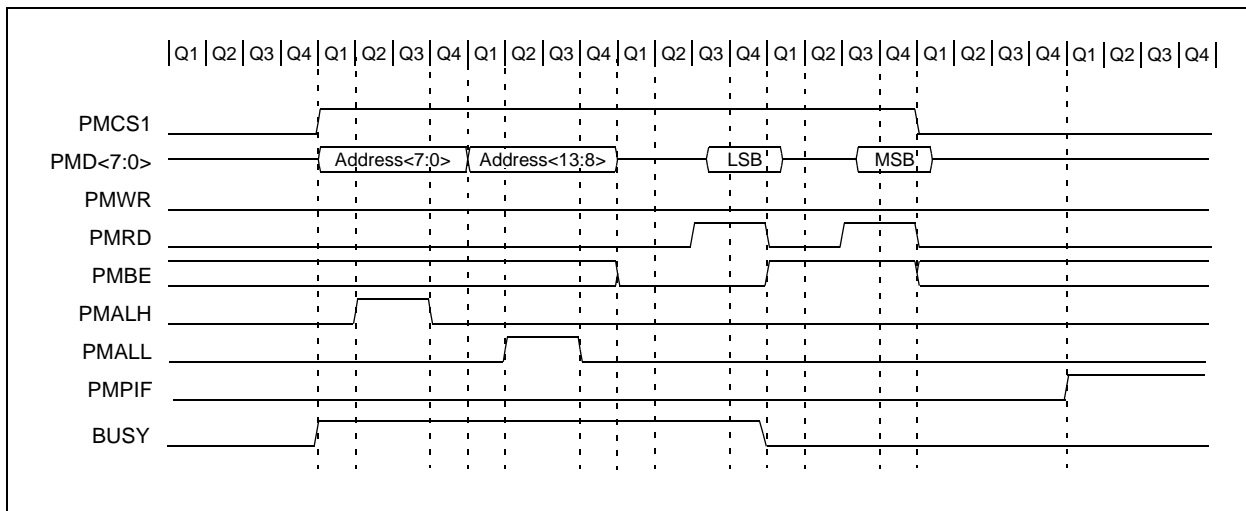 Q1 Q2 Q3 Q4 Q1 Q2 Q3 Q4 Q1 Q2 Q3 Q4 Q1 Q2 Q3 Q4 Q1 Q2 Q3 Q4 Q1 Q2 Q3 Q4 Q1 Q2 Q3 Q4
PMCS1
PMD<7:0> Address<7:0> Address<13:8> LSB MSB
PMWR
PMRD
PMBE
PMALH
PMALL
PMPIF
BUSY